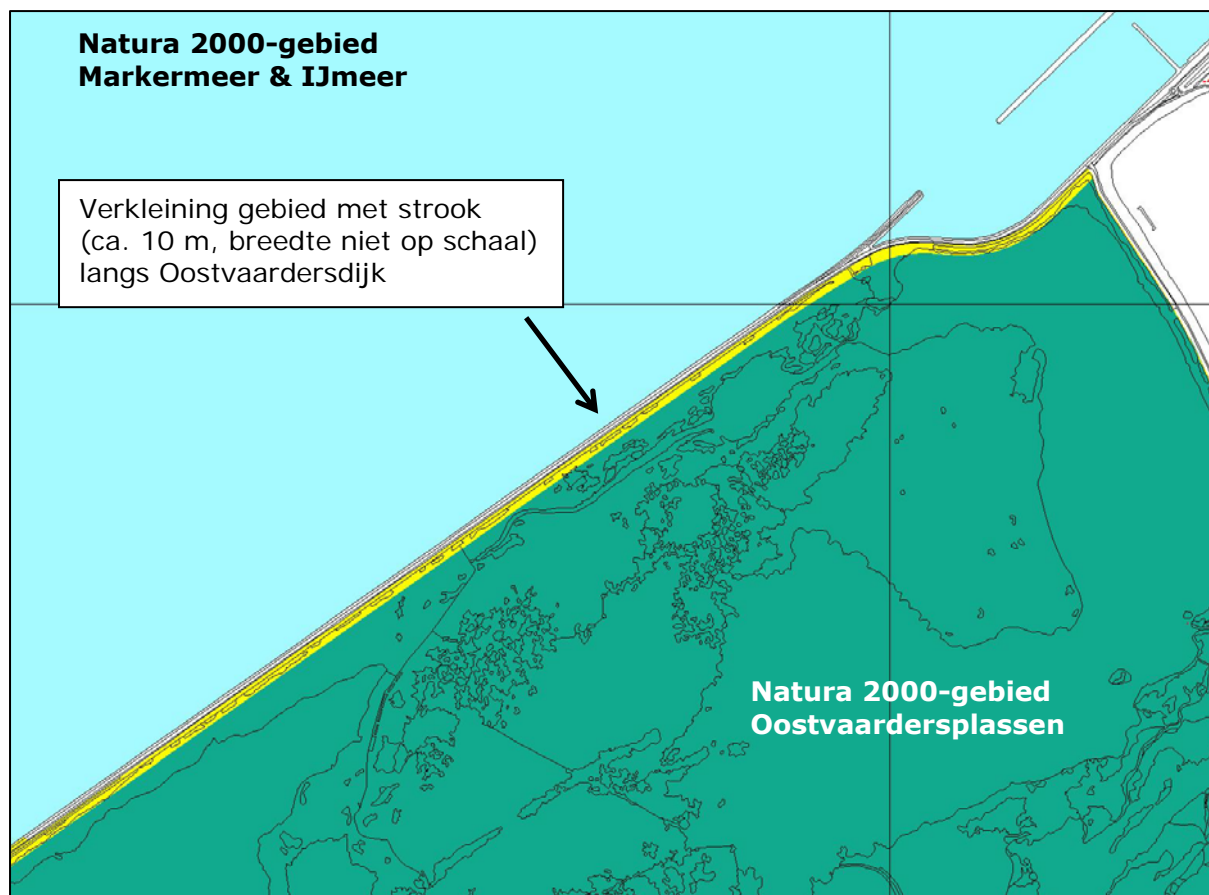 Natura 2000-gebied
Markermeer & IJmeer
Verkleining gebied met strook
(ca. 10 m, breedte niet op schaal)
langs Oostvaardersdijk
Natura 2000-gebied
Oostvaardersplassen